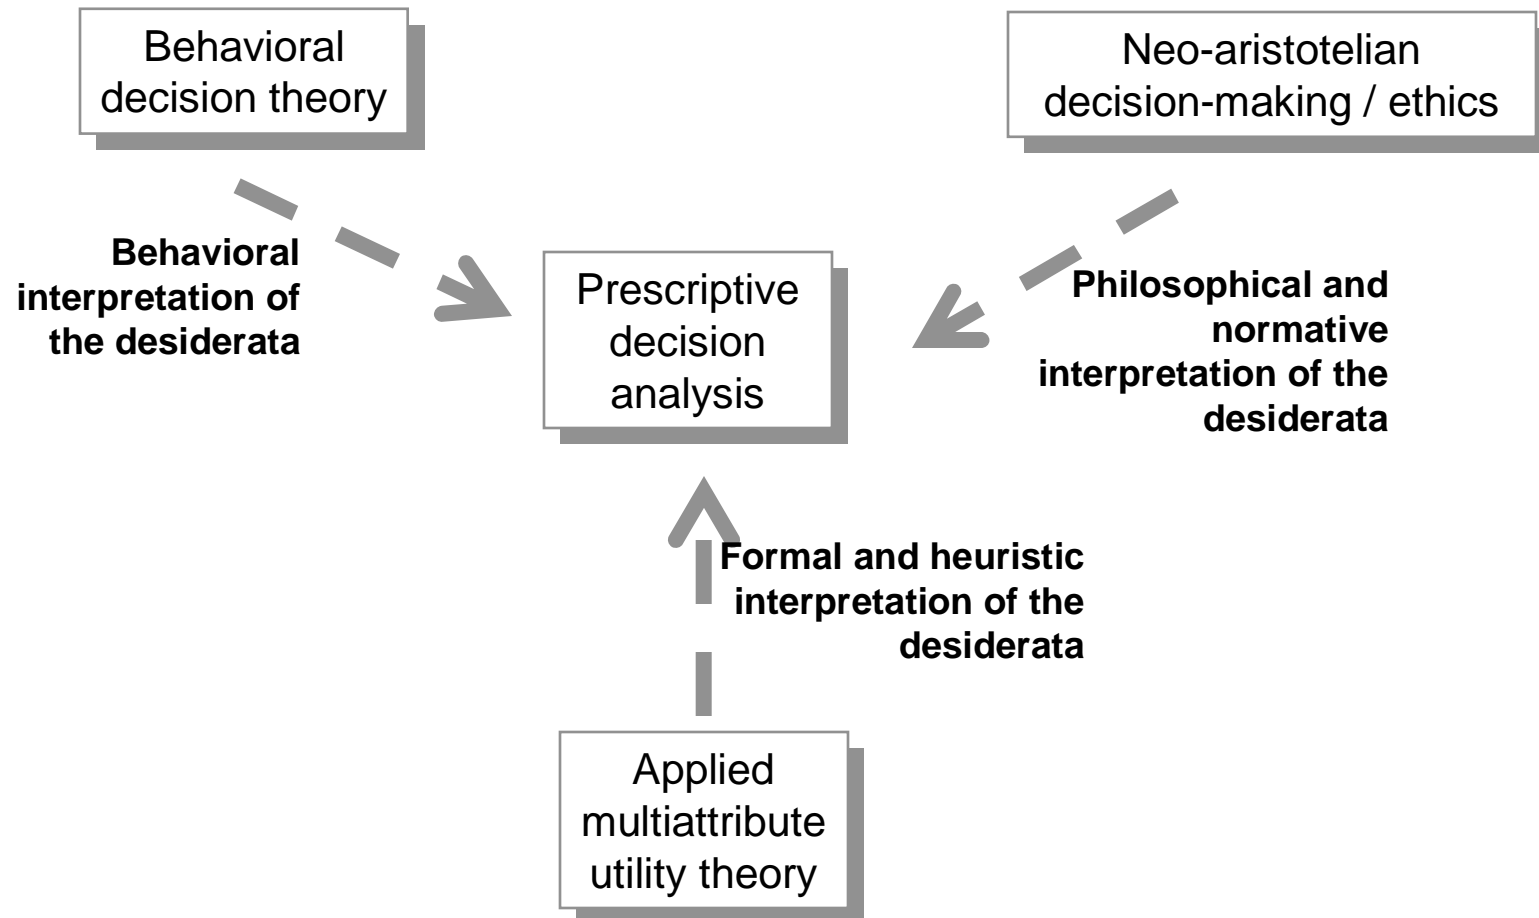 Behavioral
decision theory
Neo-aristotelian
decision-making / ethics
Behavioral
interpretation of
the desiderata
Prescriptive
decision
analysis
Philosophical and
normative
interpretation of the
desiderata
Formal and heuristic
interpretation of the
desiderata
Applied
multiattribute
utility theory